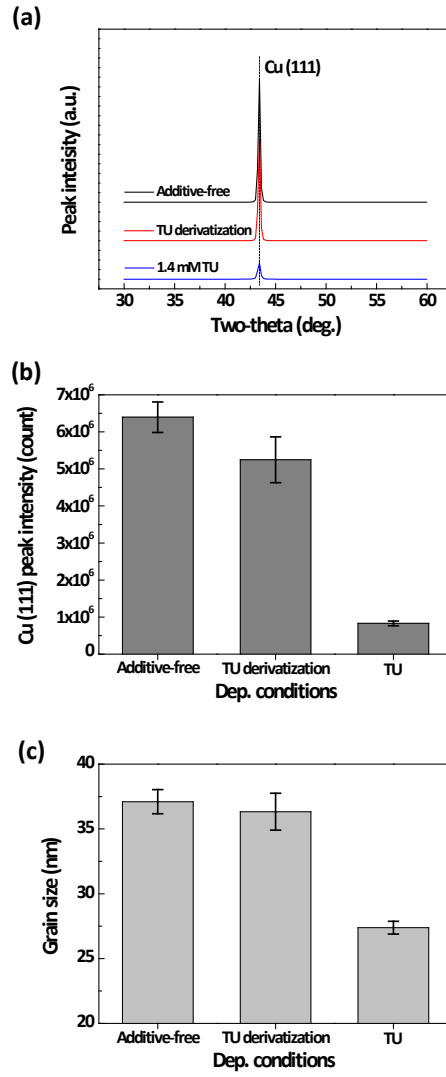 (a)
Cu (111)
Peak inteisity (a.u.)
Additive-free
TU derivatization
1.4 mM TU
30 35 40 45 50 55 60
Two-theta (deg.)
(b)
Cu (111) peak intensity (count)
7x10⁶
6x10⁶
5x10⁶
4x10⁶
3x10⁶
2x10⁶
1x10⁶
0
Additive-free TU derivatization TU
Dep. conditions
(c)
Grain size (nm)
40
35
30
25
20
Additive-free TU derivatization TU
Dep. conditions